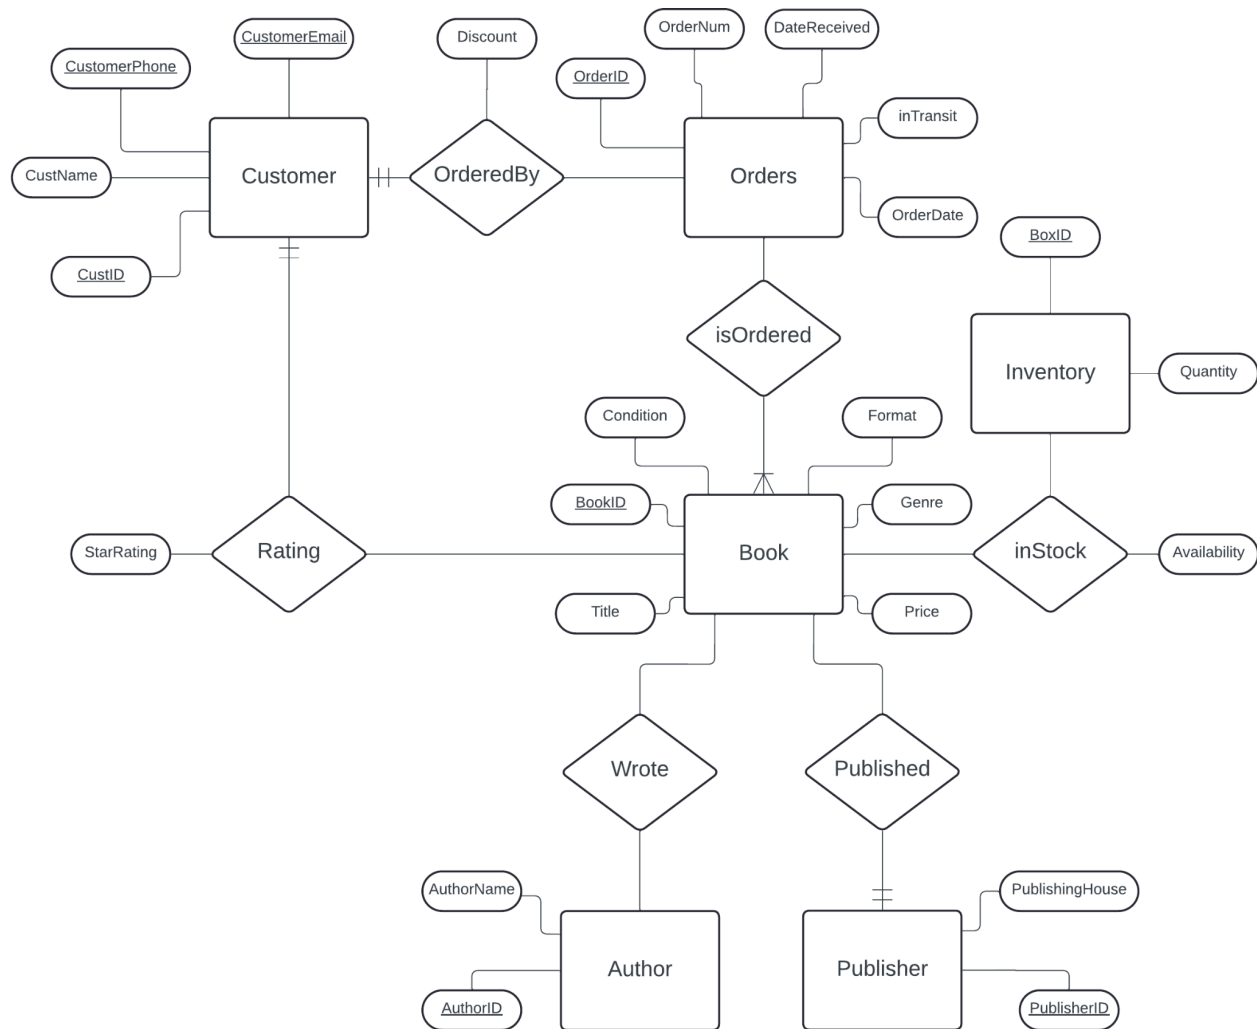 CustomerEmail
Discount
OrderNum
DateReceived
CustomerPhone
OrderID
inTransit
Customer
OrderedBy
Orders
CustName
OrderDate
BoxID
CustID
isOrdered
Inventory
Quantity
Condition
Format
BookID
Genre
StarRating
Rating
Book
inStock
Availability
Title
Price
Wrote
Published
AuthorName
PublishingHouse
Author
Publisher
AuthorID
PublisherID